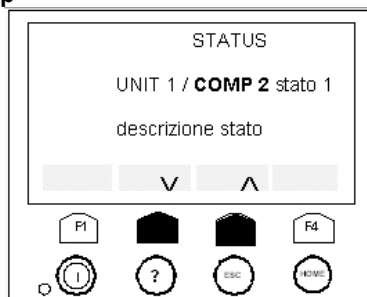 STATUS
UNIT 1 / COMP 2 stato 1
descrizione stato
V Λ
F1 F4
? ESC HOME